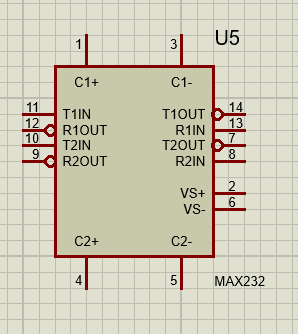 U5
1 3
C1+ C1-
11 T1IN T1OUT 14
12 R1OUT R1IN 13
10 T2IN T2OUT 7
9 R2OUT R2IN 8
VS+ 2
VS- 6
C2+ C2-
4 5 MAX232